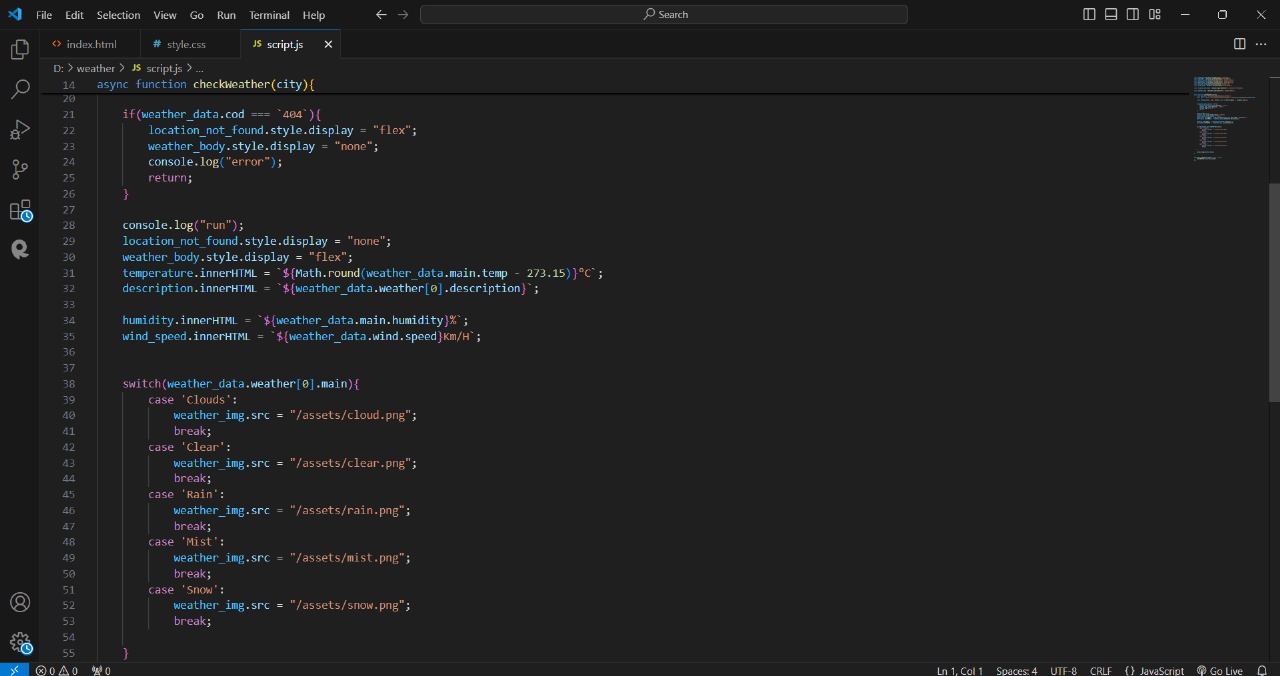 File Edit Selection View Go Run Terminal Help Search
index.html style.css JS script.js
D: > weather > JS script.js > ...
14 async function checkWeather(city){
20
21 if(weather_data.cod === `404`){
22 location_not_found.style.display = "flex";
23 weather_body.style.display = "none";
24 console.log("error");
25 return;
26 }
27
28 console.log("run");
29 location_not_found.style.display = "none";
30 weather_body.style.display = "flex";
31 temperature.innerHTML = `${Math.round(weather_data.main.temp - 273.15)}°C`;
32 description.innerHTML = `${weather_data.weather[0].description}`;
33
34 humidity.innerHTML = `${weather_data.main.humidity}%`;
35 wind_speed.innerHTML = `${weather_data.wind.speed}Km/H`;
36
37
38 switch(weather_data.weather[0].main){
39 case 'Clouds':
40 weather_img.src = "/assets/cloud.png";
41 break;
42 case 'Clear':
43 weather_img.src = "/assets/clear.png";
44 break;
45 case 'Rain':
46 weather_img.src = "/assets/rain.png";
47 break;
48 case 'Mist':
49 weather_img.src = "/assets/mist.png";
50 break;
51 case 'Snow':
52 weather_img.src = "/assets/snow.png";
53 break;
54
55 }
0 0 0 Ln 1, Col 1 Spaces: 4 UTF-8 CRLF {} JavaScript Go Live